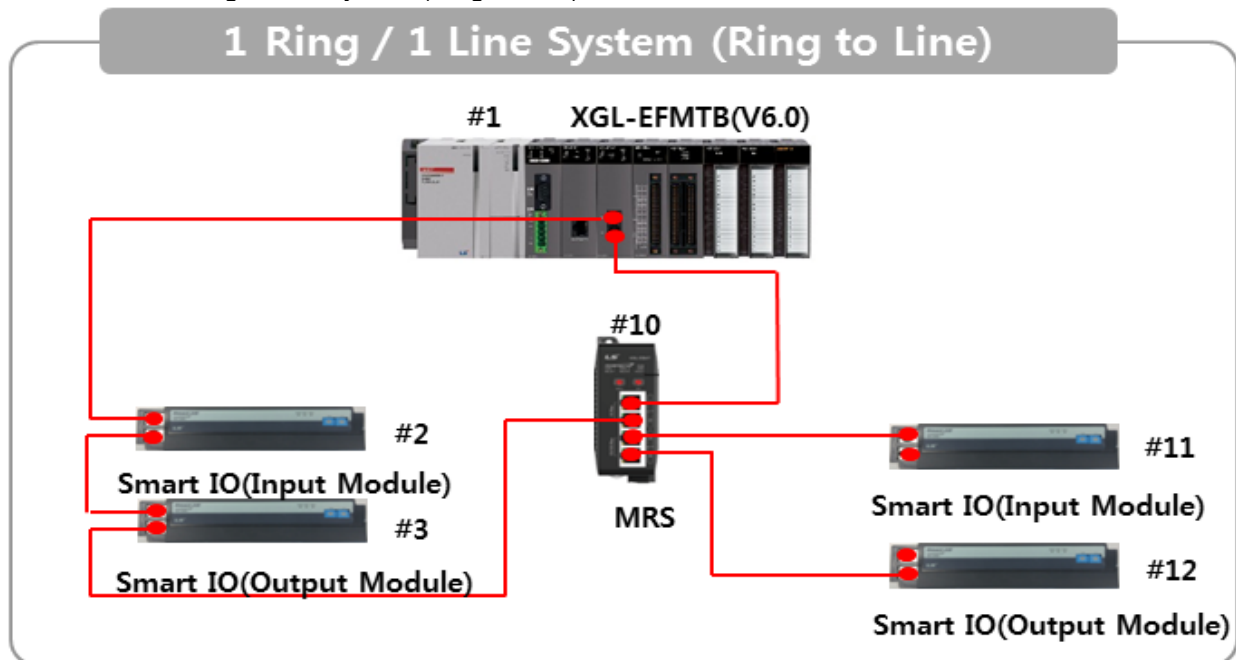 1 Ring / 1 Line System (Ring to Line)
#1 XGL-EFMTB(V6.0)
#10
#2
Smart IO(Input Module)
#3
Smart IO(Output Module)
MRS
#11
Smart IO(Input Module)
#12
Smart IO(Output Module)